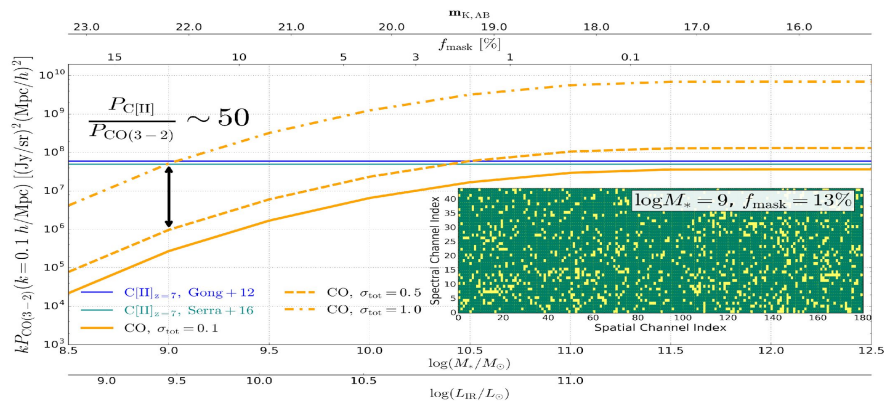 m_K,AB
23.0 22.0 21.0 20.0 19.0 18.0 17.0 16.0
f_mask [%]
15 10 5 3 1 0.1
kP_CO(3−2)(k=0.1 h/Mpc) [(Jy/sr)²(Mpc/h)²]
10¹⁰
10⁹
10⁸
10⁷
10⁶
10⁵
10⁴
10³
P_C[II] / P_CO(3−2) ~ 50
logM_* = 9, f_mask = 13%
Spectral Channel Index
40
35
30
25
20
15
10
5
0
0 20 40 60 80 100 120 140 160 180
Spatial Channel Index
C[II]_z=7, Gong+12
C[II]_z=7, Serra+16
CO, σ_tot = 0.1
CO, σ_tot = 0.5
CO, σ_tot = 1.0
8.5 9.0 9.5 10.0 10.5 11.0 11.5 12.0 12.5
log(M_*/M_⊙)
9.0 9.5 10.0 10.5 11.0
log(L_IR/L_⊙)